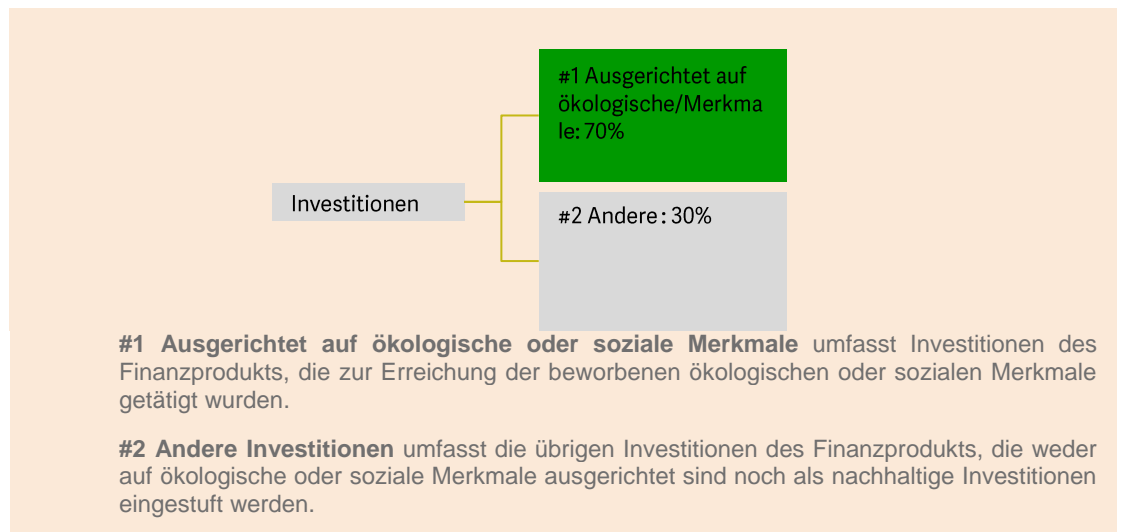 #1 Ausgerichtet auf
ökologische/Merkma
le: 70%
Investitionen
#2 Andere : 30%
#1 Ausgerichtet auf ökologische oder soziale Merkmale umfasst Investitionen des
Finanzprodukts, die zur Erreichung der beworbenen ökologischen oder sozialen Merkmale
getätigt wurden.
#2 Andere Investitionen umfasst die übrigen Investitionen des Finanzprodukts, die weder
auf ökologische oder soziale Merkmale ausgerichtet sind noch als nachhaltige Investitionen
eingestuft werden.